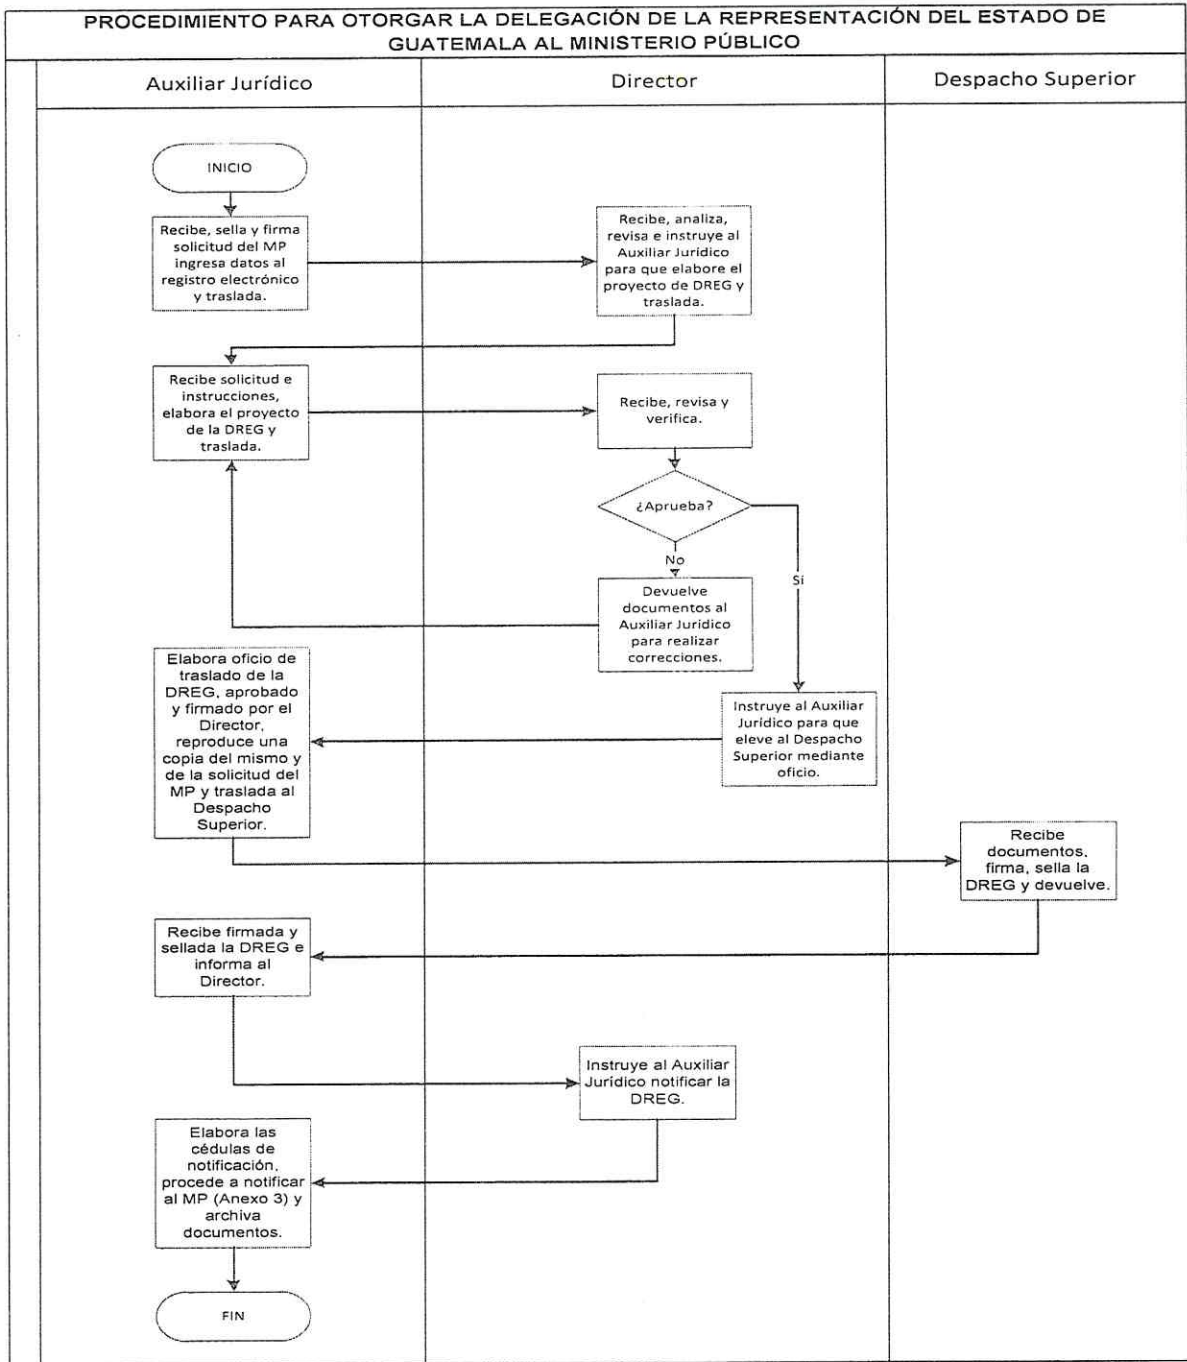 PROCEDIMIENTO PARA OTORGAR LA DELEGACIÓN DE LA REPRESENTACIÓN DEL ESTADO DE
GUATEMALA AL MINISTERIO PÚBLICO
Auxiliar Jurídico
Director
Despacho Superior
INICIO
Recibe, sella y firma
solicitud del MP
ingresa datos al
registro electrónico
y traslada.
Recibe, analiza,
revisa e instruye al
Auxiliar Jurídico
para que elabore el
proyecto de DREG y
traslada.
Recibe solicitud e
instrucciones,
elabora el proyecto
de la DREG y
traslada.
Recibe, revisa y
verifica.
¿Aprueba?
No
Si
Devuelve
documentos al
Auxiliar Jurídico
para realizar
correcciones.
Elabora oficio de
traslado de la
DREG, aprobado
y firmado por el
Director,
reproduce una
copia del mismo y
de la solicitud del
MP y traslada al
Despacho
Superior.
Instruye al Auxiliar
Jurídico para que
eleve al Despacho
Superior mediante
oficio.
Recibe
documentos,
firma, sella la
DREG y devuelve.
Recibe firmada y
sellada la DREG e
informa al
Director.
Instruye al Auxiliar
Jurídico notificar la
DREG.
Elabora las
cédulas de
notificación,
procede a notificar
al MP (Anexo 3) y
archiva
documentos.
FIN